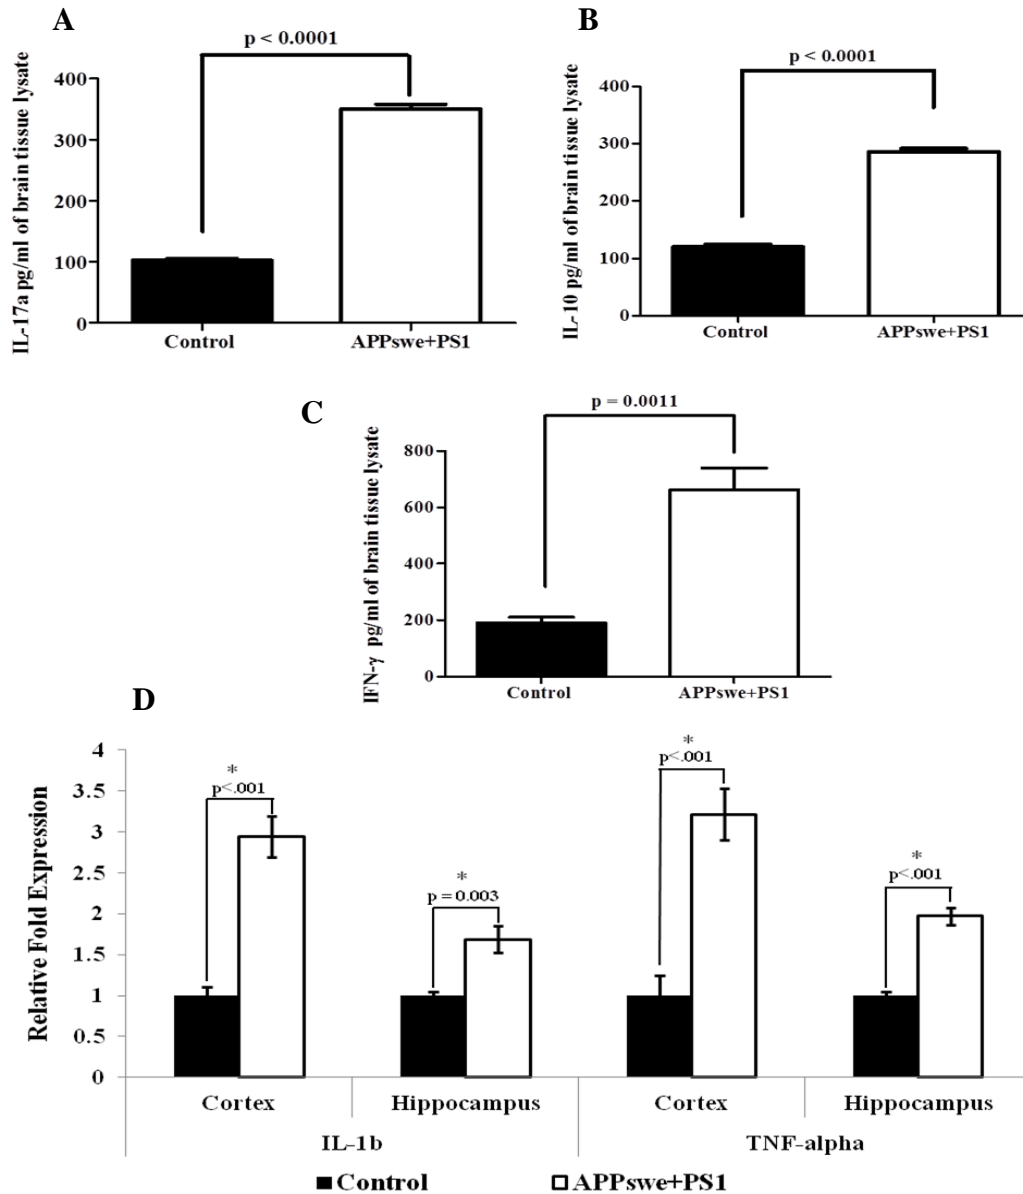 A
p < 0.0001
IL-17a pg/ml of brain tissue lysate
400
300
200
100
0
Control
APPswe+PS1
B
p < 0.0001
IL-10 pg/ml of brain tissue lysate
400
300
200
100
0
Control
APPswe+PS1
C
p = 0.0011
IFN-γ pg/ml of brain tissue lysate
800
600
400
200
0
Control
APPswe+PS1
D
Relative Fold Expression
4
3.5
3
2.5
2
1.5
1
0.5
0
*
p<.001
*
p = 0.003
*
p<.001
*
p<.001
Cortex
Hippocampus
Cortex
Hippocampus
IL-1b
TNF-alpha
Control
APPswe+PS1